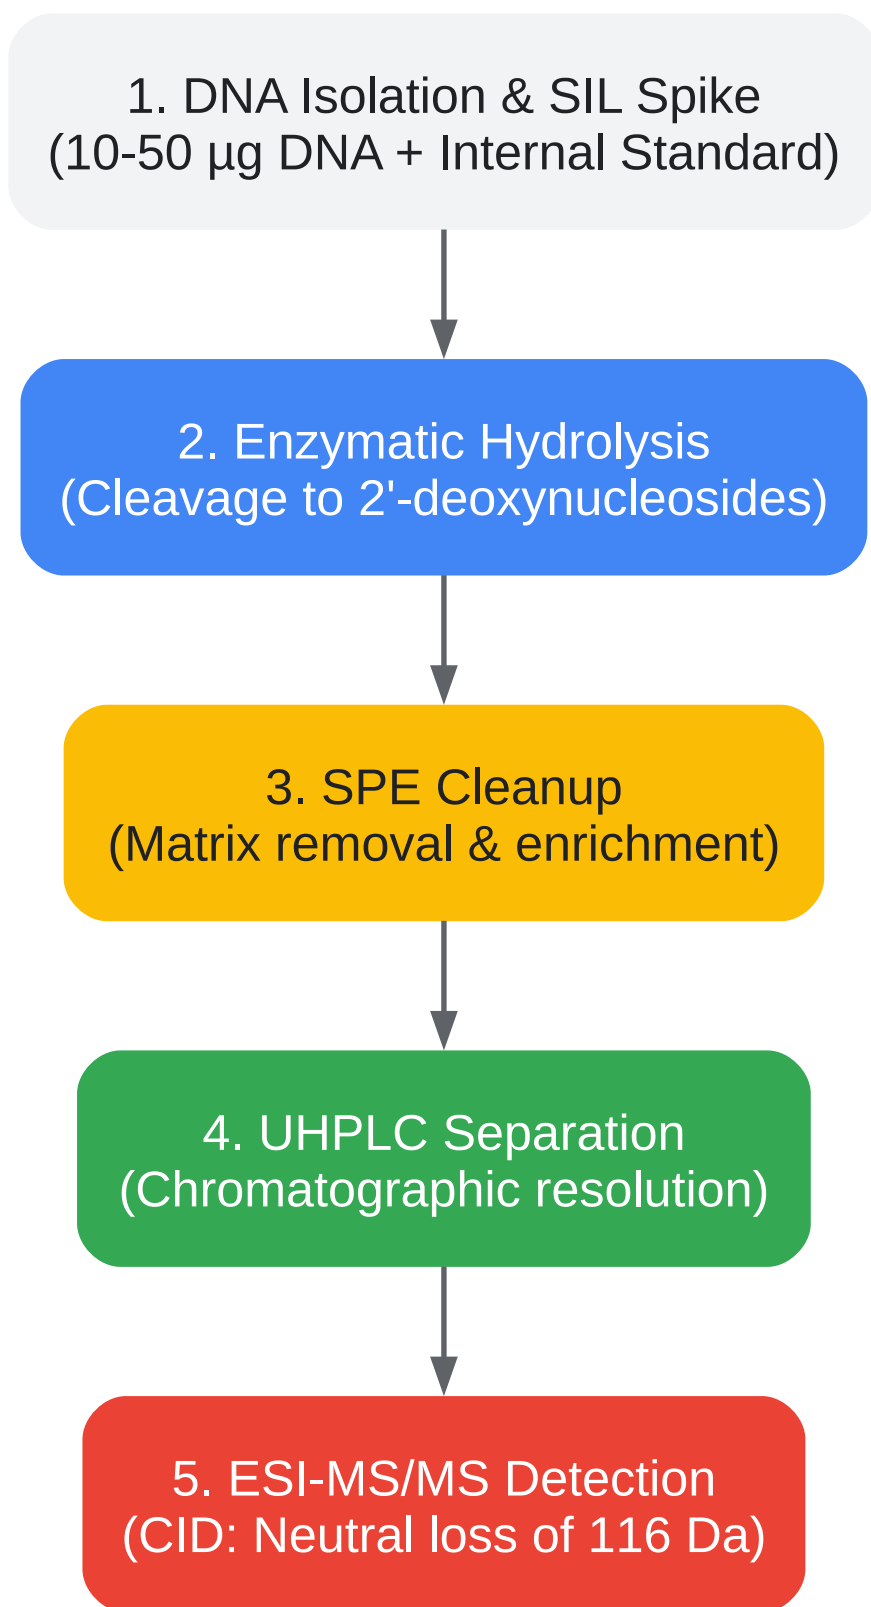 1. DNA Isolation & SIL Spike
(10-50 µg DNA + Internal Standard)
2. Enzymatic Hydrolysis
(Cleavage to 2'-deoxynucleosides)
3. SPE Cleanup
(Matrix removal & enrichment)
4. UHPLC Separation
(Chromatographic resolution)
5. ESI-MS/MS Detection
(CID: Neutral loss of 116 Da)